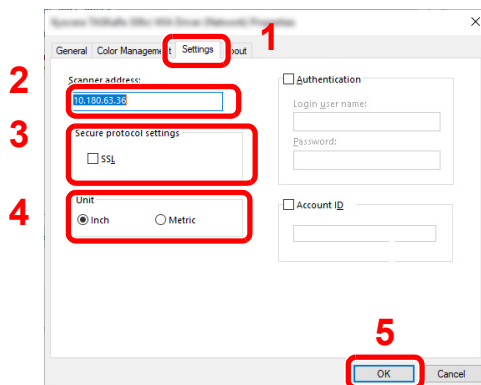 1
General Color Management Settings
2
Scanner address:
10.180.63.36
3
Secure protocol settings
SSL
4
Unit
Inch Metric
Authentication
Login user name:
Password:
Account ID
5
OK Cancel